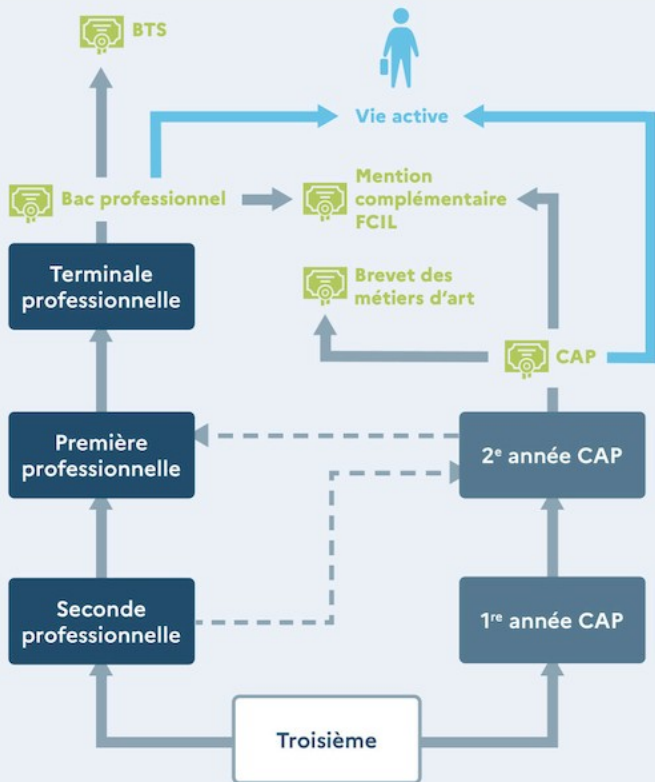 BTS
Vie active
Bac professionnel
Mention
complémentaire
FCIL
Terminale
professionnelle
Brevet des
métiers d’art
CAP
Première
professionnelle
2ᵉ année CAP
Seconde
professionnelle
1ʳᵉ année CAP
Troisième